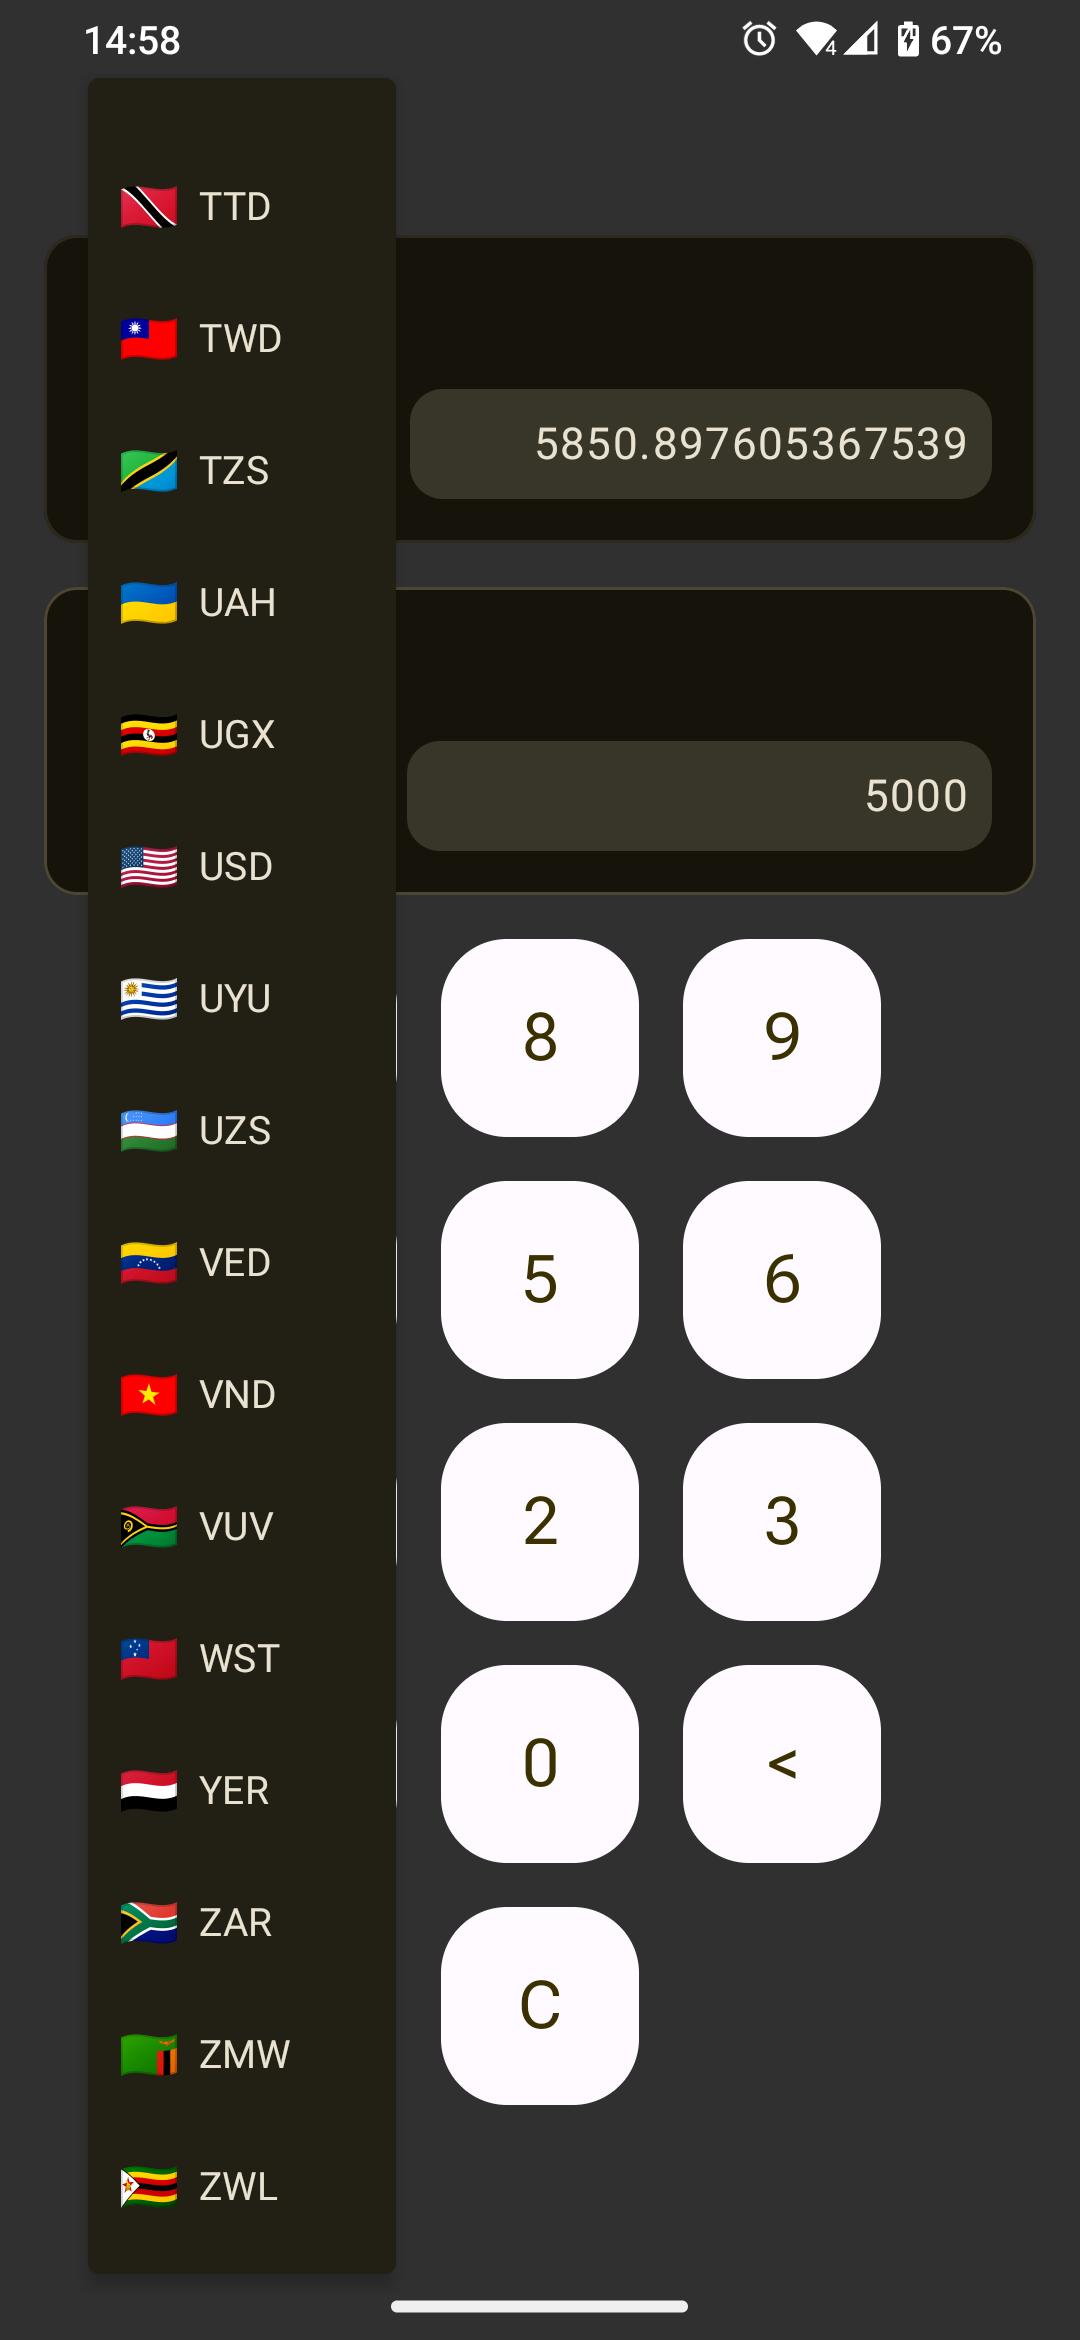 14:58
4
67%
TTD
TWD
5850.897605367539
TZS
UAH
UGX
5000
USD
UYU
8
9
UZS
VED
5
6
VND
VUV
2
3
WST
YER
0
<
ZAR
C
ZMW
ZWL